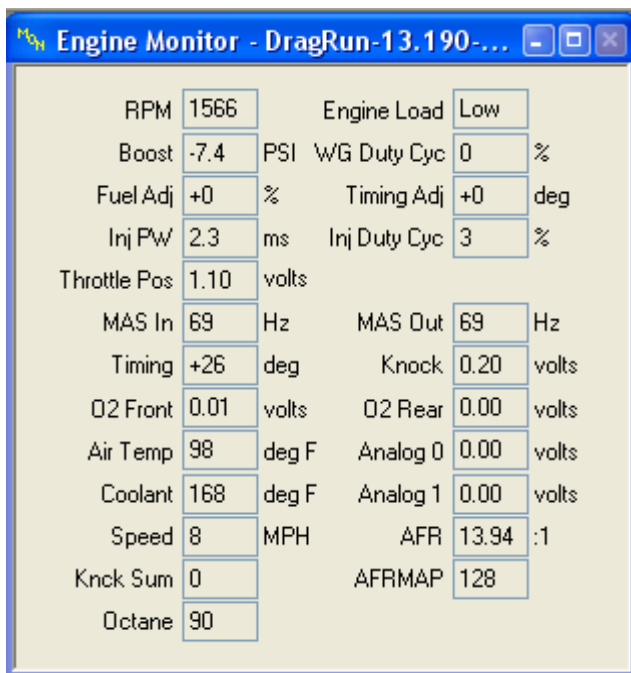 MON Engine Monitor - DragRun-13.190-...
RPM 1566 Engine Load Low
Boost -7.4 PSI WG Duty Cyc 0 %
Fuel Adj +0 % Timing Adj +0 deg
Inj PW 2.3 ms Inj Duty Cyc 3 %
Throttle Pos 1.10 volts
MAS In 69 Hz MAS Out 69 Hz
Timing +26 deg Knock 0.20 volts
O2 Front 0.01 volts O2 Rear 0.00 volts
Air Temp 98 deg F Analog 0 0.00 volts
Coolant 168 deg F Analog 1 0.00 volts
Speed 8 MPH AFR 13.94 :1
Knck Sum 0 AFRMAP 128
Octane 90